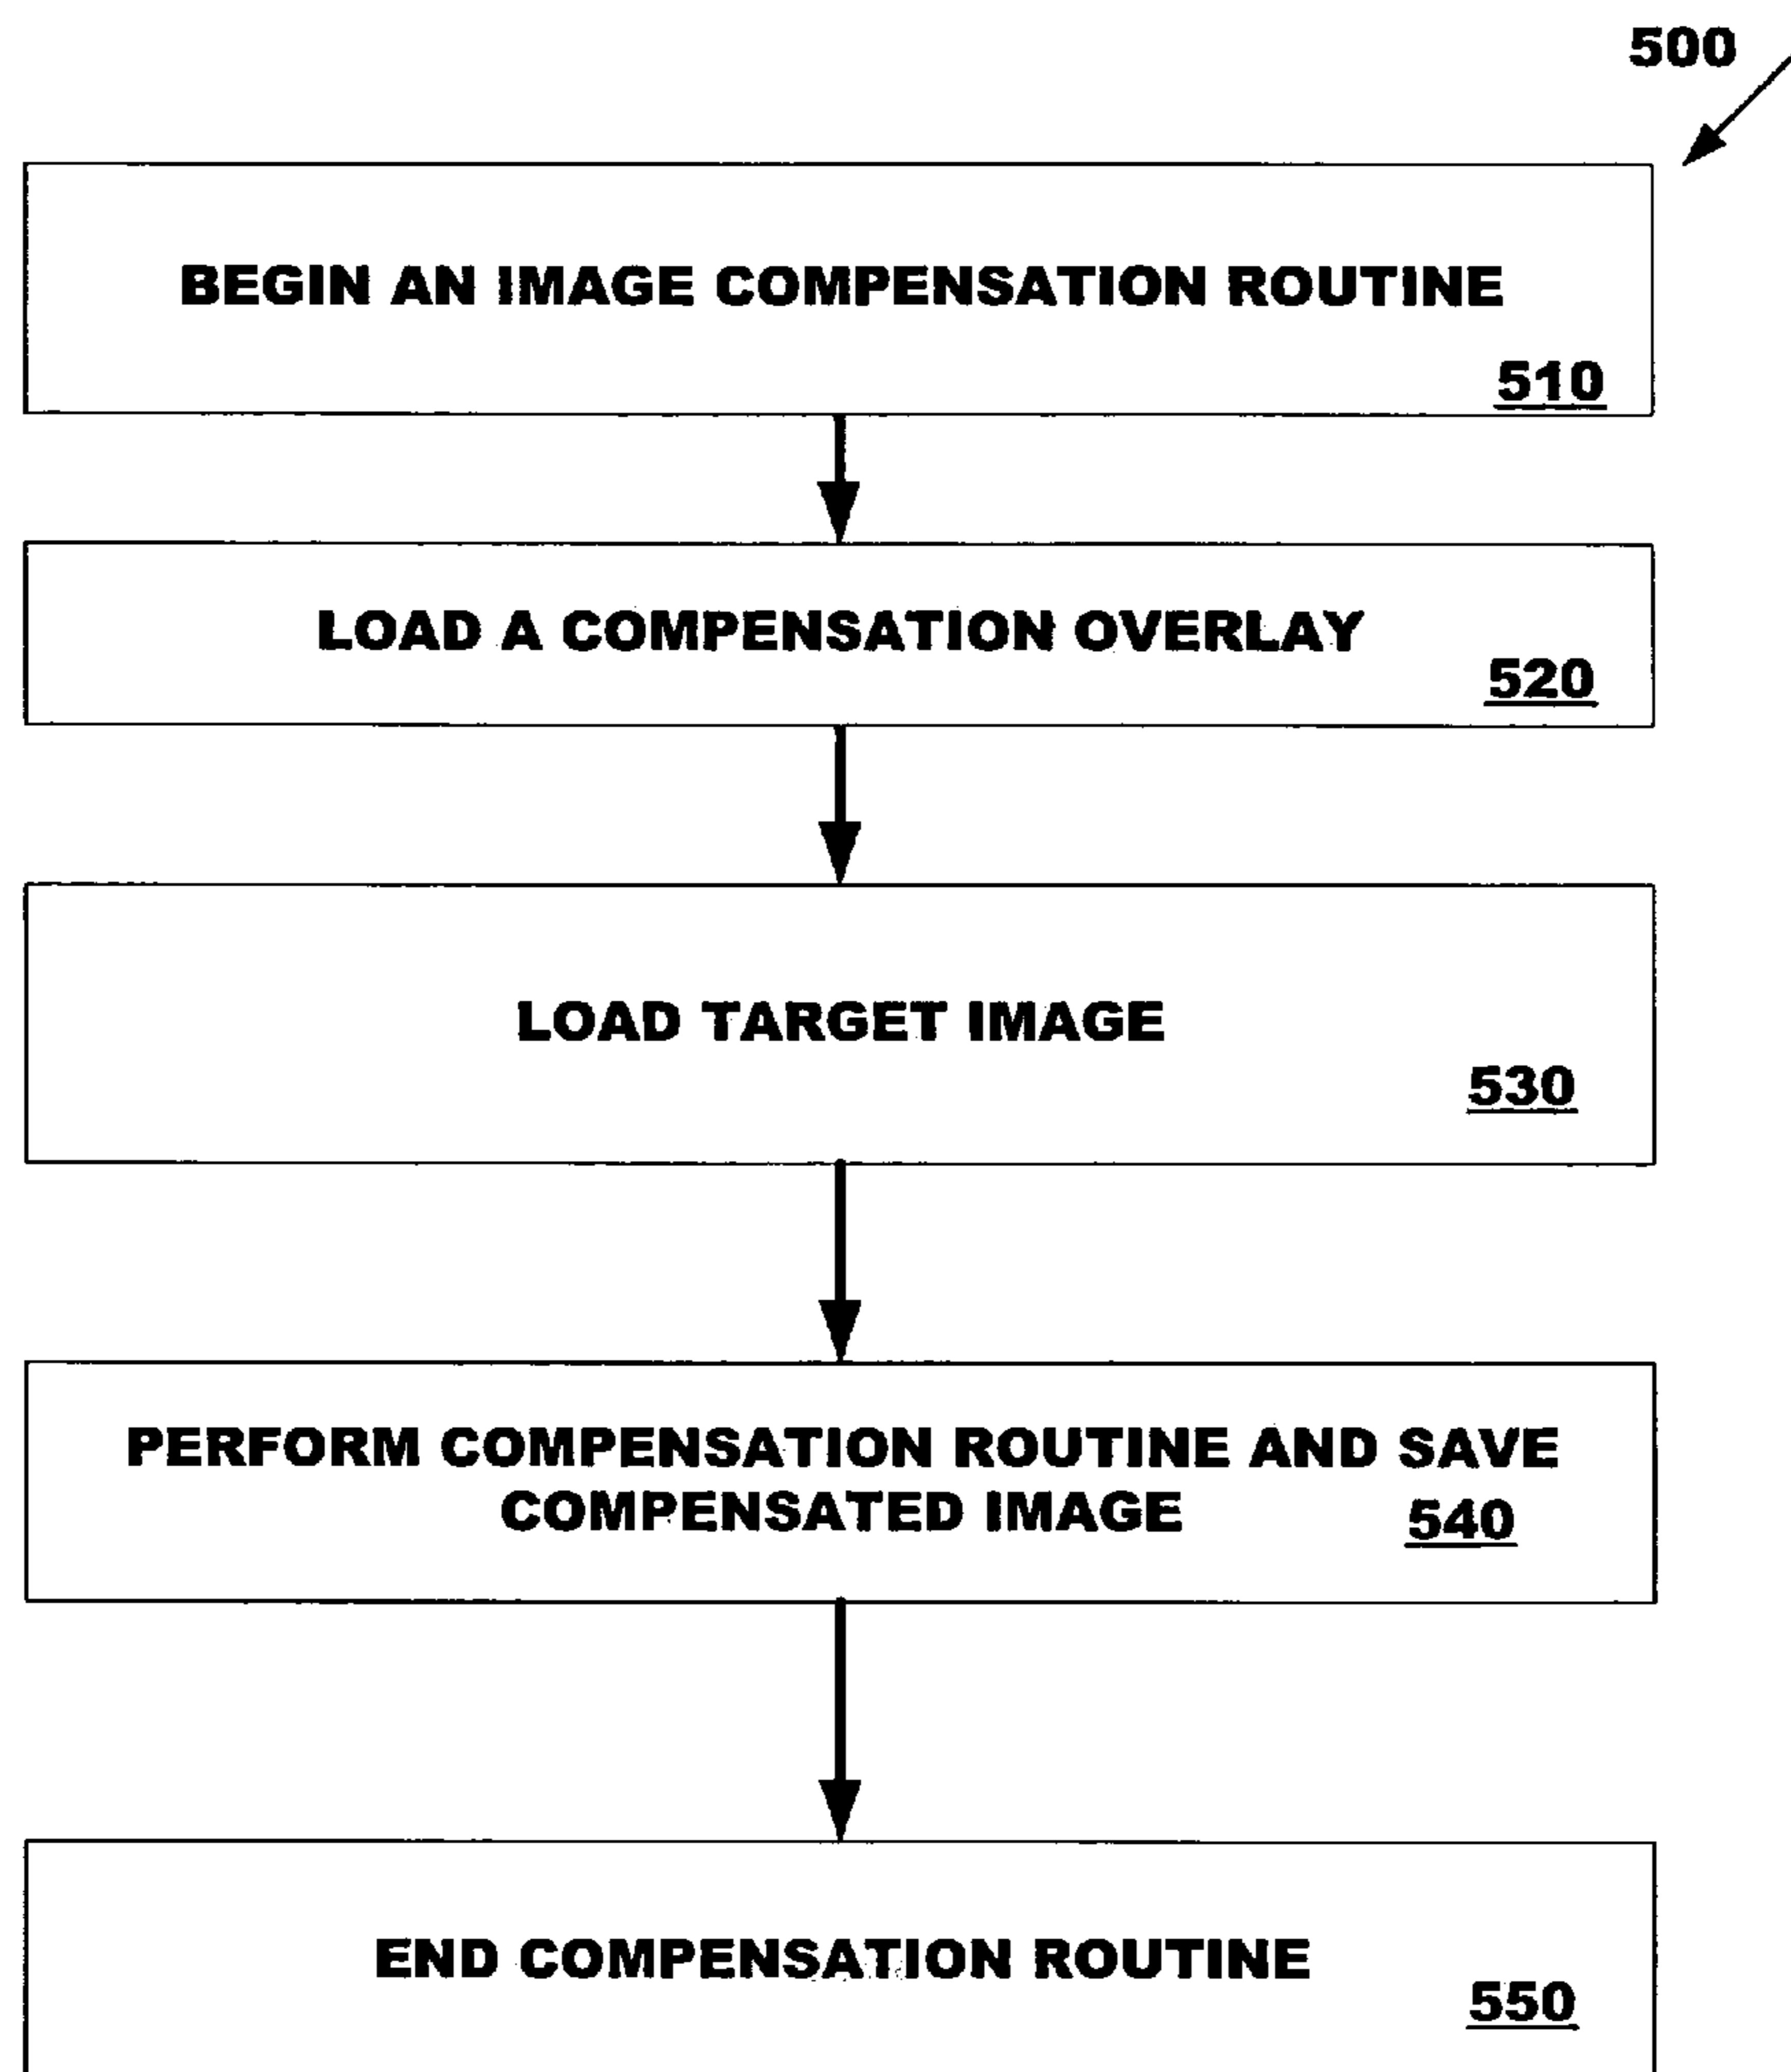 500
BEGIN AN IMAGE COMPENSATION ROUTINE
510
LOAD A COMPENSATION OVERLAY
520
LOAD TARGET IMAGE
530
PERFORM COMPENSATION ROUTINE AND SAVE
COMPENSATED IMAGE 540
END COMPENSATION ROUTINE
550